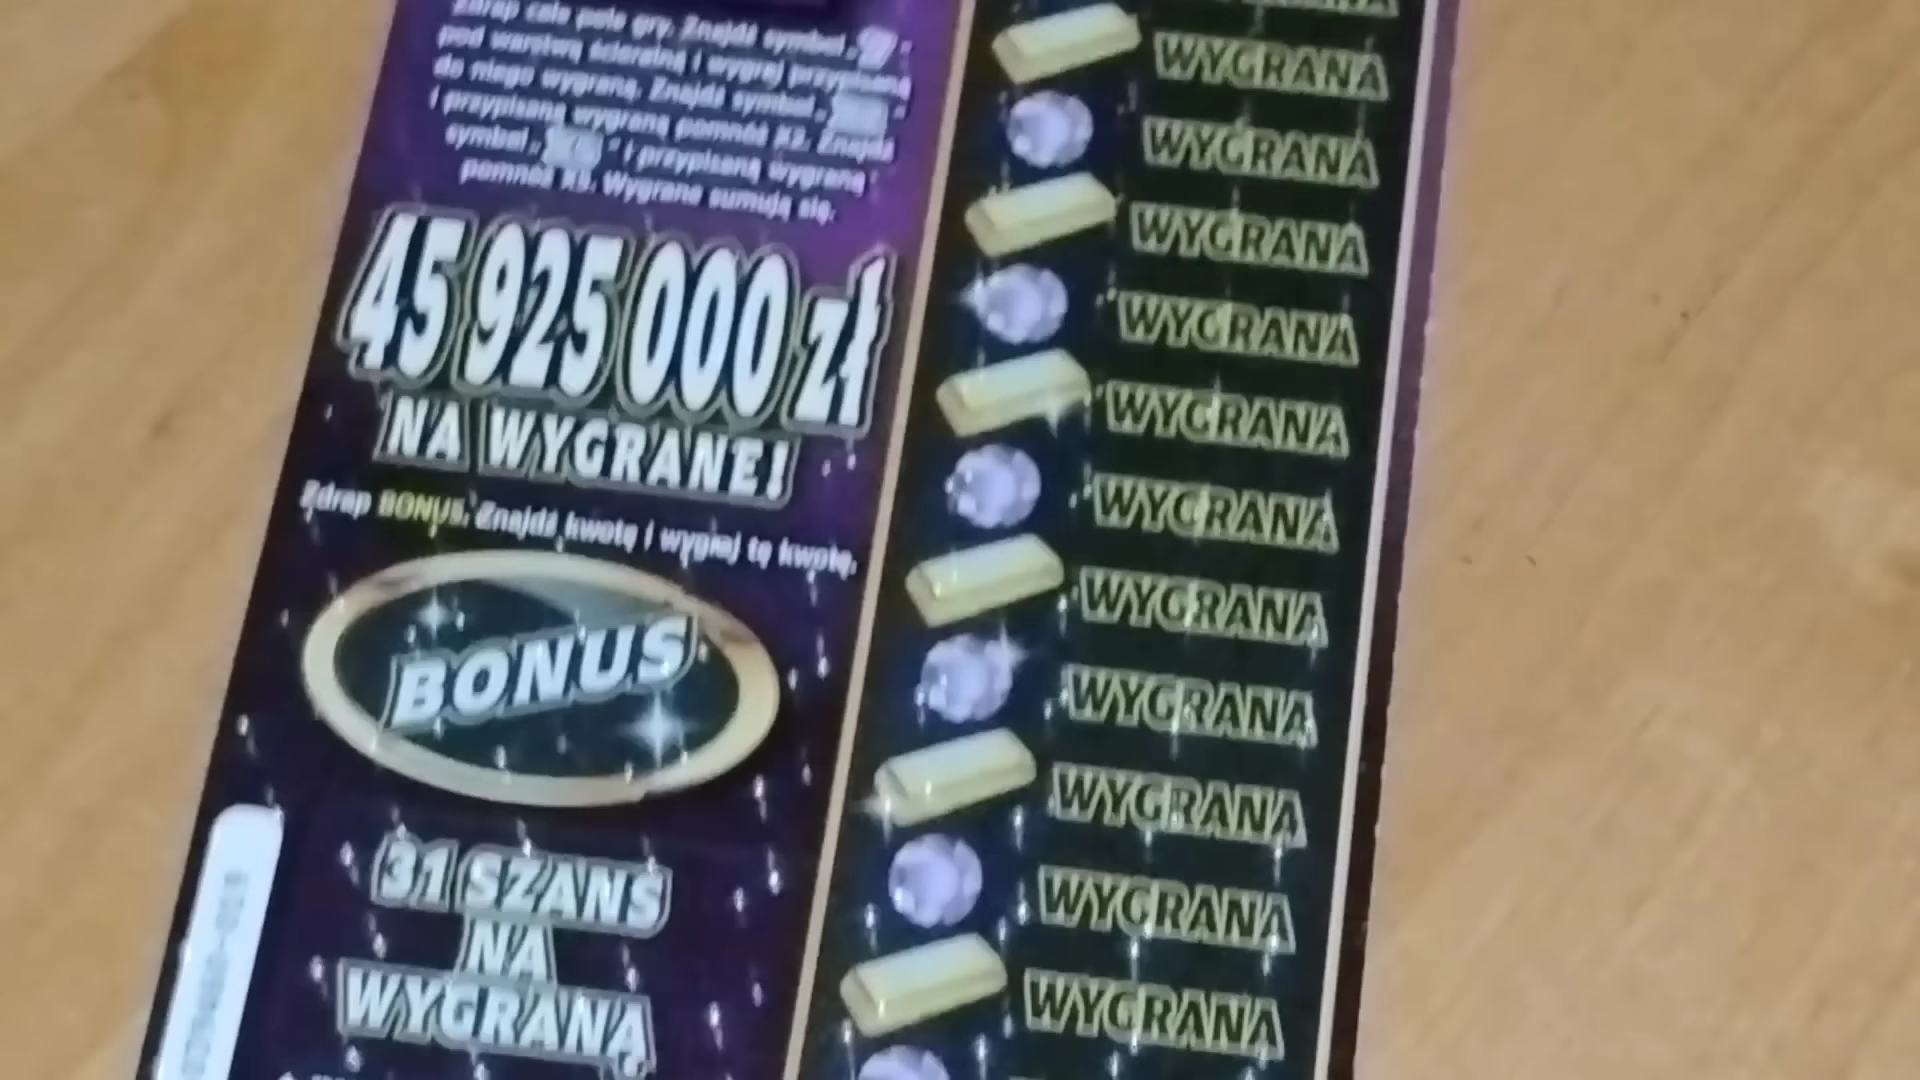 Zdrap całe pole gry. Znajdź symbol „
pod warstwą ścieralną i wygraj przypisaną
do niego wygraną. Znajdź symbol „
i przypisaną wygraną pomnóż X2. Znajdź
symbol „ " i przypisaną wygraną
pomnóż X5. Wygrane sumują się.
45 925 000 zł
NA WYGRANE!
Zdrap BONUS. Znajdź kwotę i wygraj tę kwotę.
BONUS
31 SZANS
NA
WYGRANĄ
WYGRANA
WYGRANA
WYGRANA
WYGRANA
WYGRANA
WYGRANA
WYGRANA
WYGRANA
WYGRANA
WYGRANA
WYGRANA